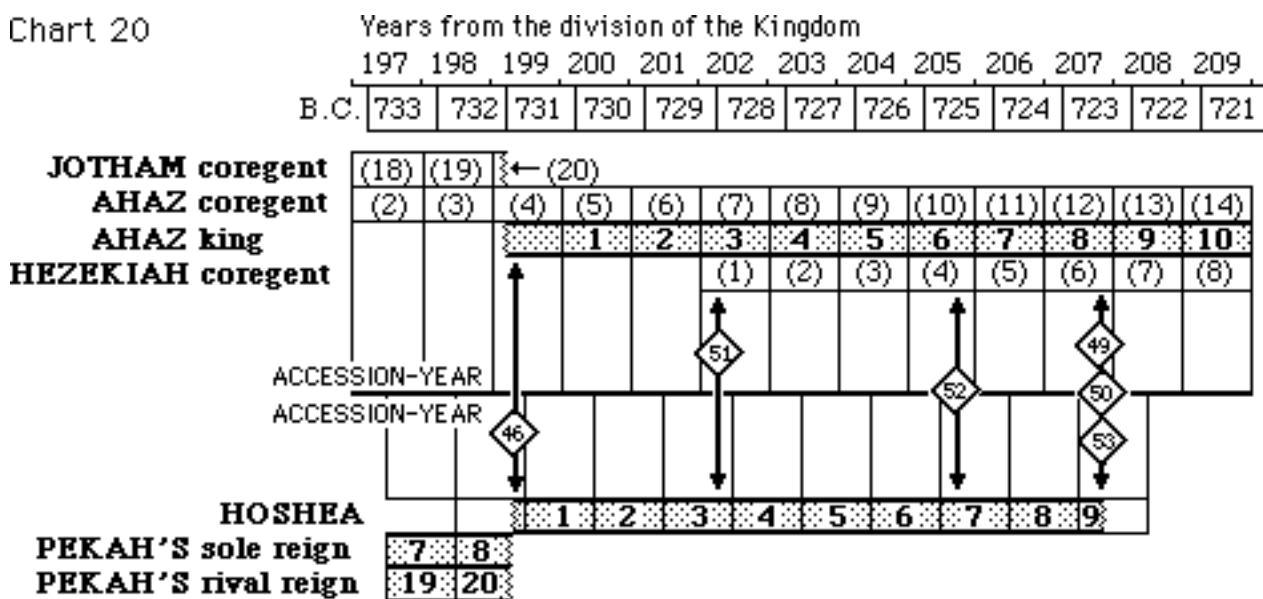 Chart 20
Years from the division of the Kingdom
197 198 199 200 201 202 203 204 205 206 207 208 209
B.C. 733 732 731 730 729 728 727 726 725 724 723 722 721
JOTHAM coregent (18) (19) ← (20)
AHAZ coregent (2) (3) (4) (5) (6) (7) (8) (9) (10) (11) (12) (13) (14)
AHAZ king 1 2 3 4 5 6 7 8 9 10
HEZEKIAH coregent (1) (2) (3) (4) (5) (6) (7) (8)
49
51
ACCESSION-YEAR
52 50
ACCESSION-YEAR
46 53
HOSHEA 1 2 3 4 5 6 7 8 9
PEKAH'S sole reign 7 8
PEKAH'S rival reign 19 20